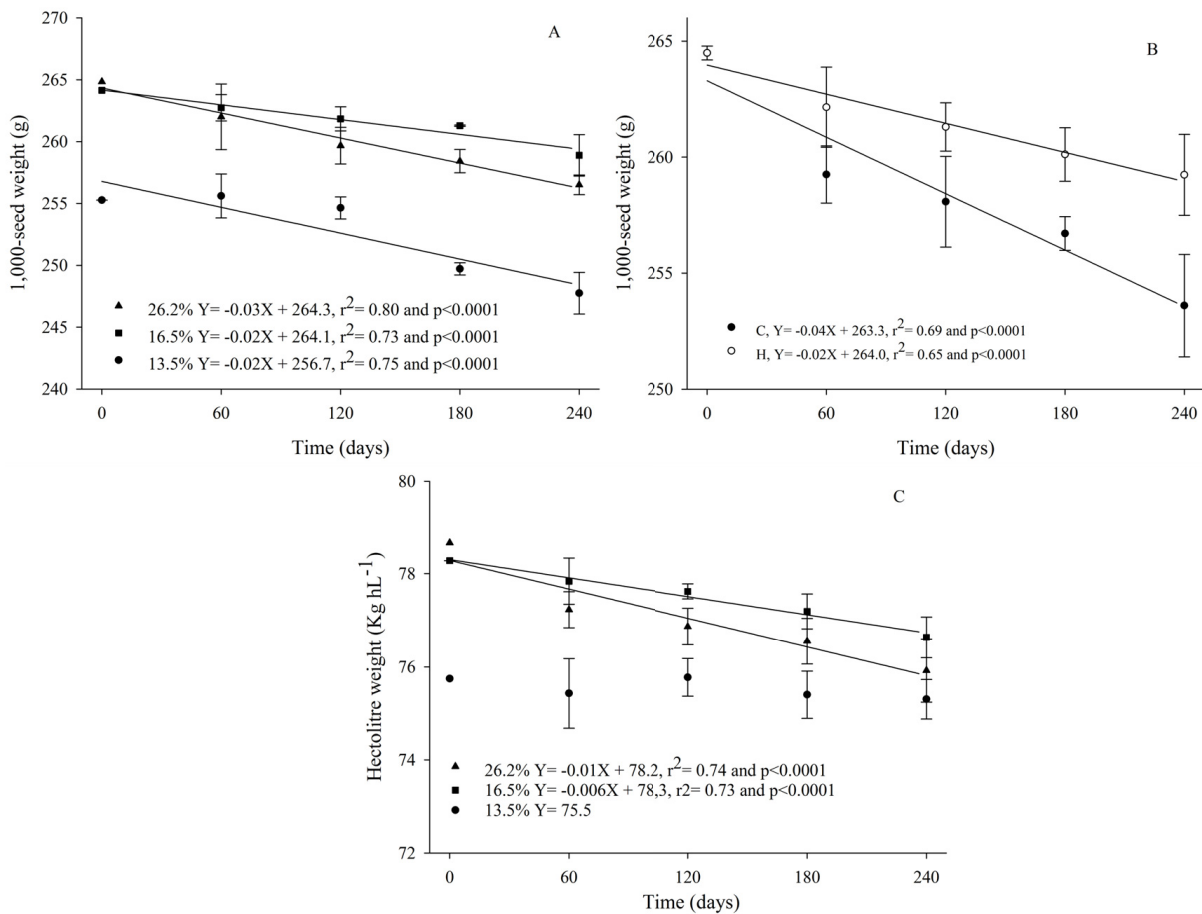 A
270
265
260
255
250
245
240
1,000-seed weight (g)
26.2% Y= -0.03X + 264.3, r2= 0.80 and p<0.0001
16.5% Y= -0.02X + 264.1, r2= 0.73 and p<0.0001
13.5% Y= -0.02X + 256.7, r2= 0.75 and p<0.0001
0 60 120 180 240
Time (days)
B
265
260
255
250
1,000-seed weight (g)
C, Y= -0.04X + 263.3, r2= 0.69 and p<0.0001
H, Y= -0.02X + 264.0, r2= 0.65 and p<0.0001
0 60 120 180 240
Time (days)
C
80
78
76
74
72
Hectolitre weight (Kg hL-1)
26.2% Y= -0.01X + 78.2, r2= 0.74 and p<0.0001
16.5% Y= -0.006X + 78,3, r2= 0.73 and p<0.0001
13.5% Y= 75.5
0 60 120 180 240
Time (days)